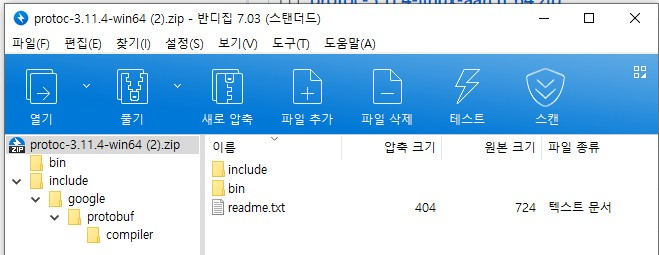 protoc-3.11.4-win64 (2).zip - 반디집 7.03 (스탠더드)
파일(F) 편집(E) 찾기(I) 설정(S) 보기(V) 도구(T) 도움말(A)
열기 풀기 새로 압축 파일 추가 파일 삭제 테스트 스캔
ZIP protoc-3.11.4-win64 (2).zip
bin
include
google
protobuf
compiler
이름 압축 크기 원본 크기 파일 종류
include
bin
readme.txt 404 724 텍스트 문서